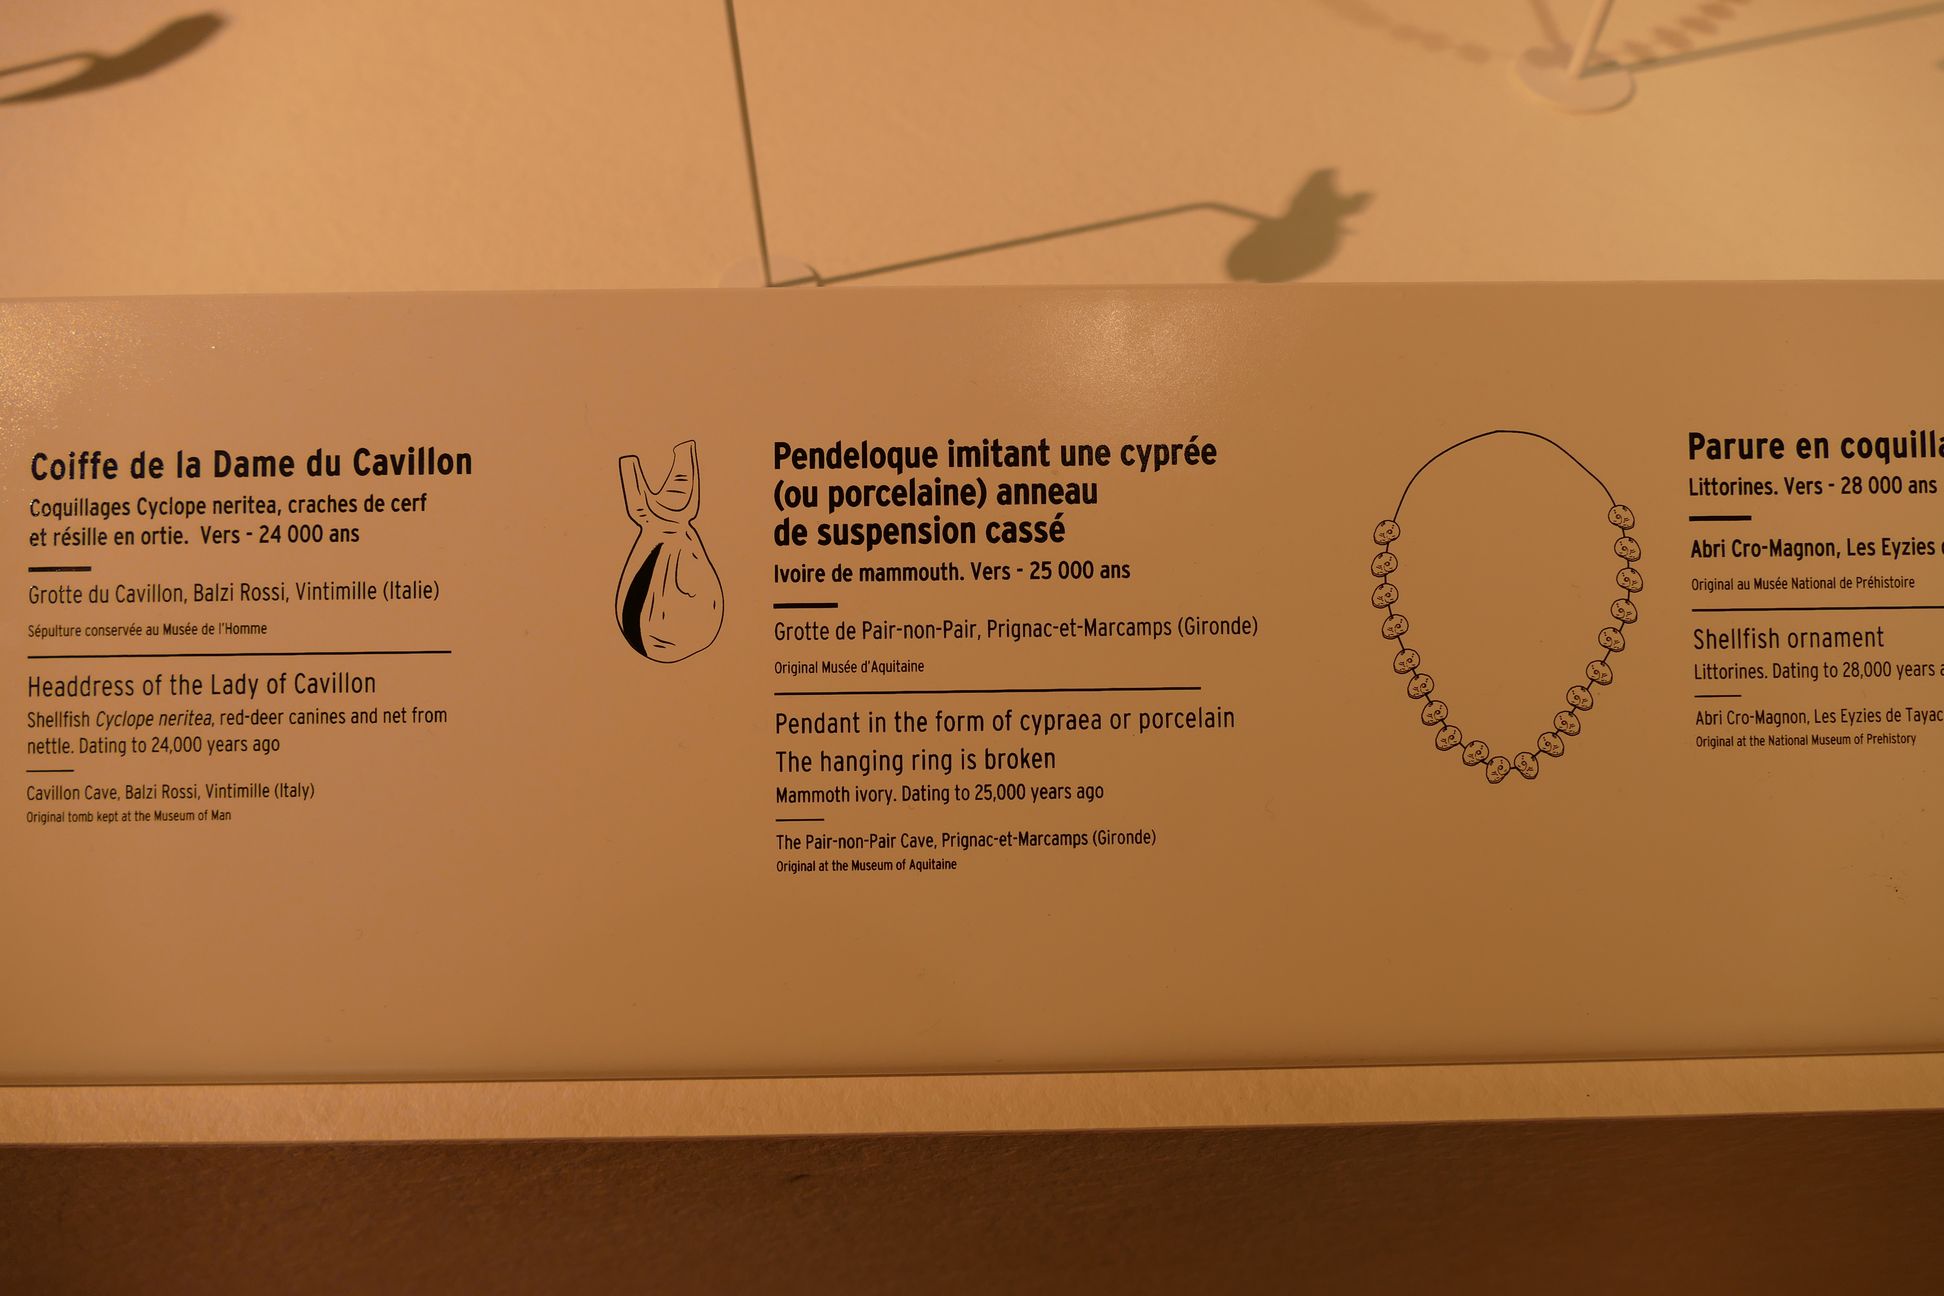 Coiffe de la Dame du Cavillon
Coquillages Cyclope neritea, craches de cerf
et résille en ortie. Vers - 24 000 ans
Grotte du Cavillon, Balzi Rossi, Vintimille (Italie)
Sépulture conservée au Musée de l'Homme
Headdress of the Lady of Cavillon
Shellfish Cyclope neritea, red-deer canines and net from
nettle. Dating to 24,000 years ago
Cavillon Cave, Balzi Rossi, Vintimille (Italy)
Original tomb kept at the Museum of Man
Pendeloque imitant une cyprée
(ou porcelaine) anneau
de suspension cassé
Ivoire de mammouth. Vers - 25 000 ans
Grotte de Pair-non-Pair, Prignac-et-Marcamps (Gironde)
Original Musée d'Aquitaine
Pendant in the form of cypraea or porcelain
The hanging ring is broken
Mammoth ivory. Dating to 25,000 years ago
The Pair-non-Pair Cave, Prignac-et-Marcamps (Gironde)
Original at the Museum of Aquitaine
Parure en
Littorines. Vers - 28 000 ans
Abri Cro-Magnon, Les Eyzies
Original au Musée National de Préhistoire
Shellfish ornament
Littorines. Dating to 28,000 years
Abri Cro-Magnon, Les Eyzies de Tayac
Original at the National Museum of Prehistory